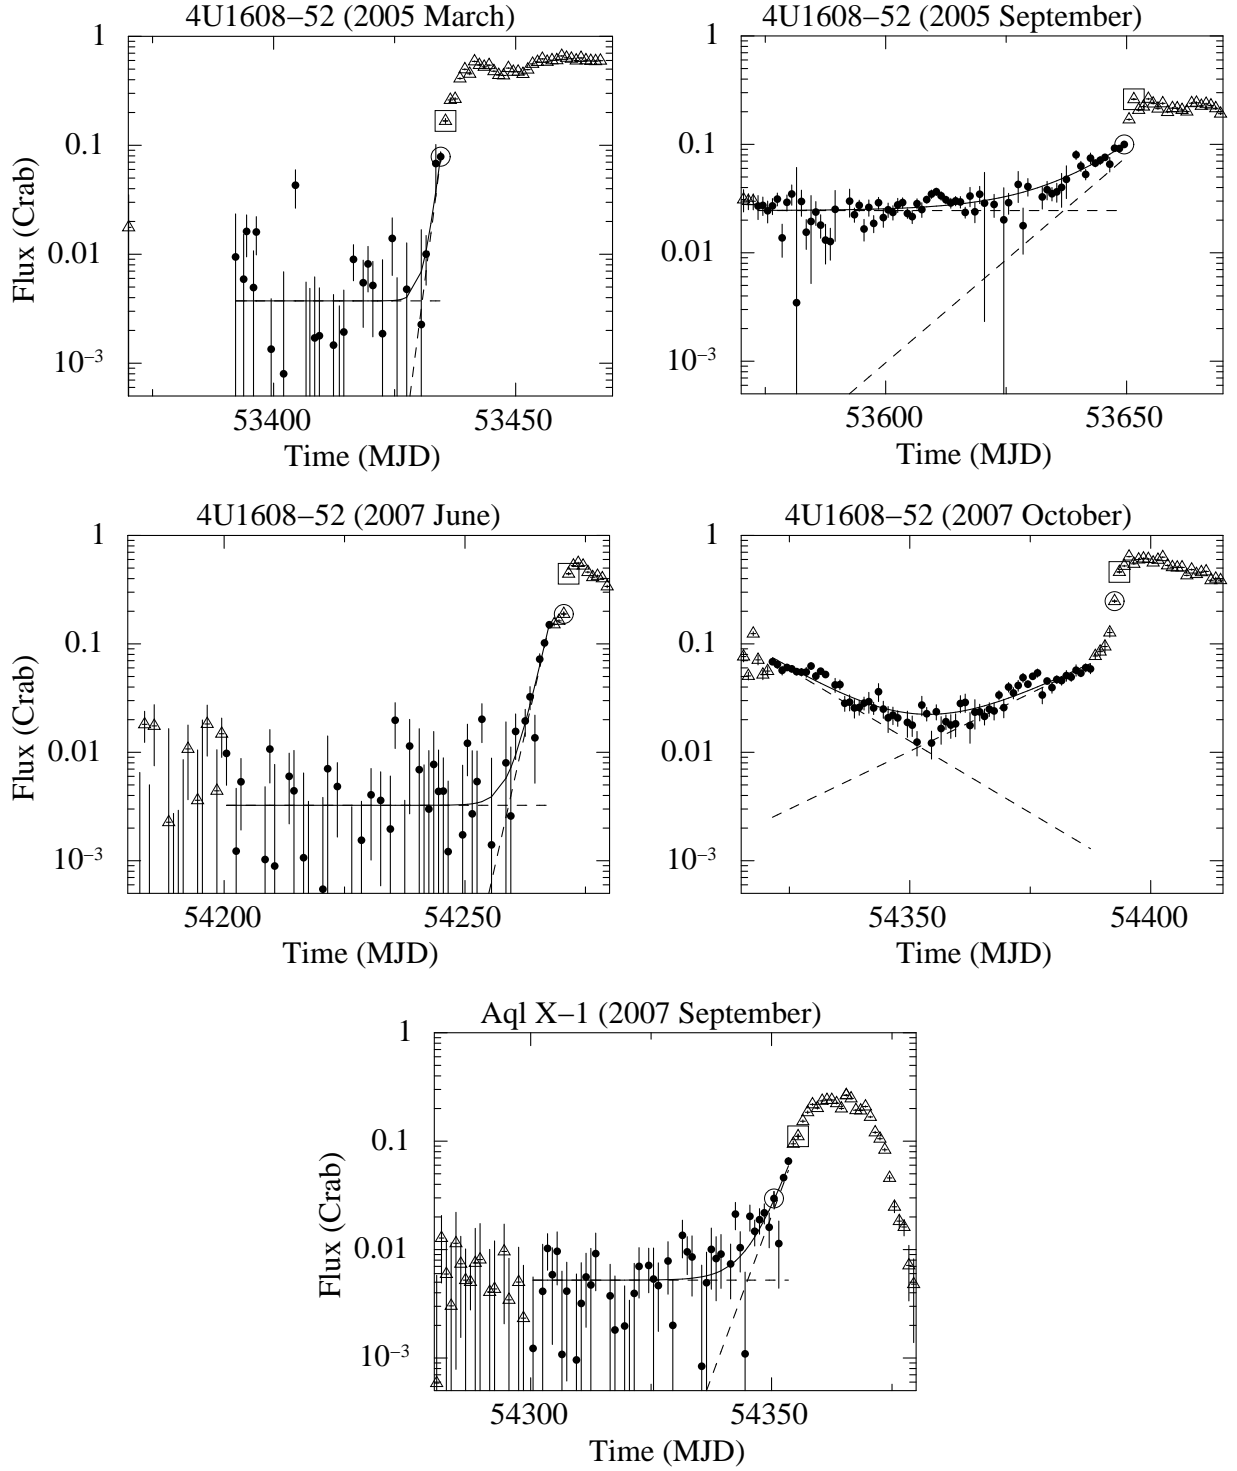 4U1608−52 (2005 March)
1
0.1
0.01
10−3
Flux (Crab)
53400 53450
Time (MJD)
4U1608−52 (2005 September)
1
0.1
0.01
10−3
53600 53650
Time (MJD)
4U1608−52 (2007 June)
1
0.1
0.01
10−3
Flux (Crab)
54200 54250
Time (MJD)
4U1608−52 (2007 October)
1
0.1
0.01
10−3
54350 54400
Time (MJD)
Aql X−1 (2007 September)
1
0.1
0.01
10−3
Flux (Crab)
54300 54350
Time (MJD)